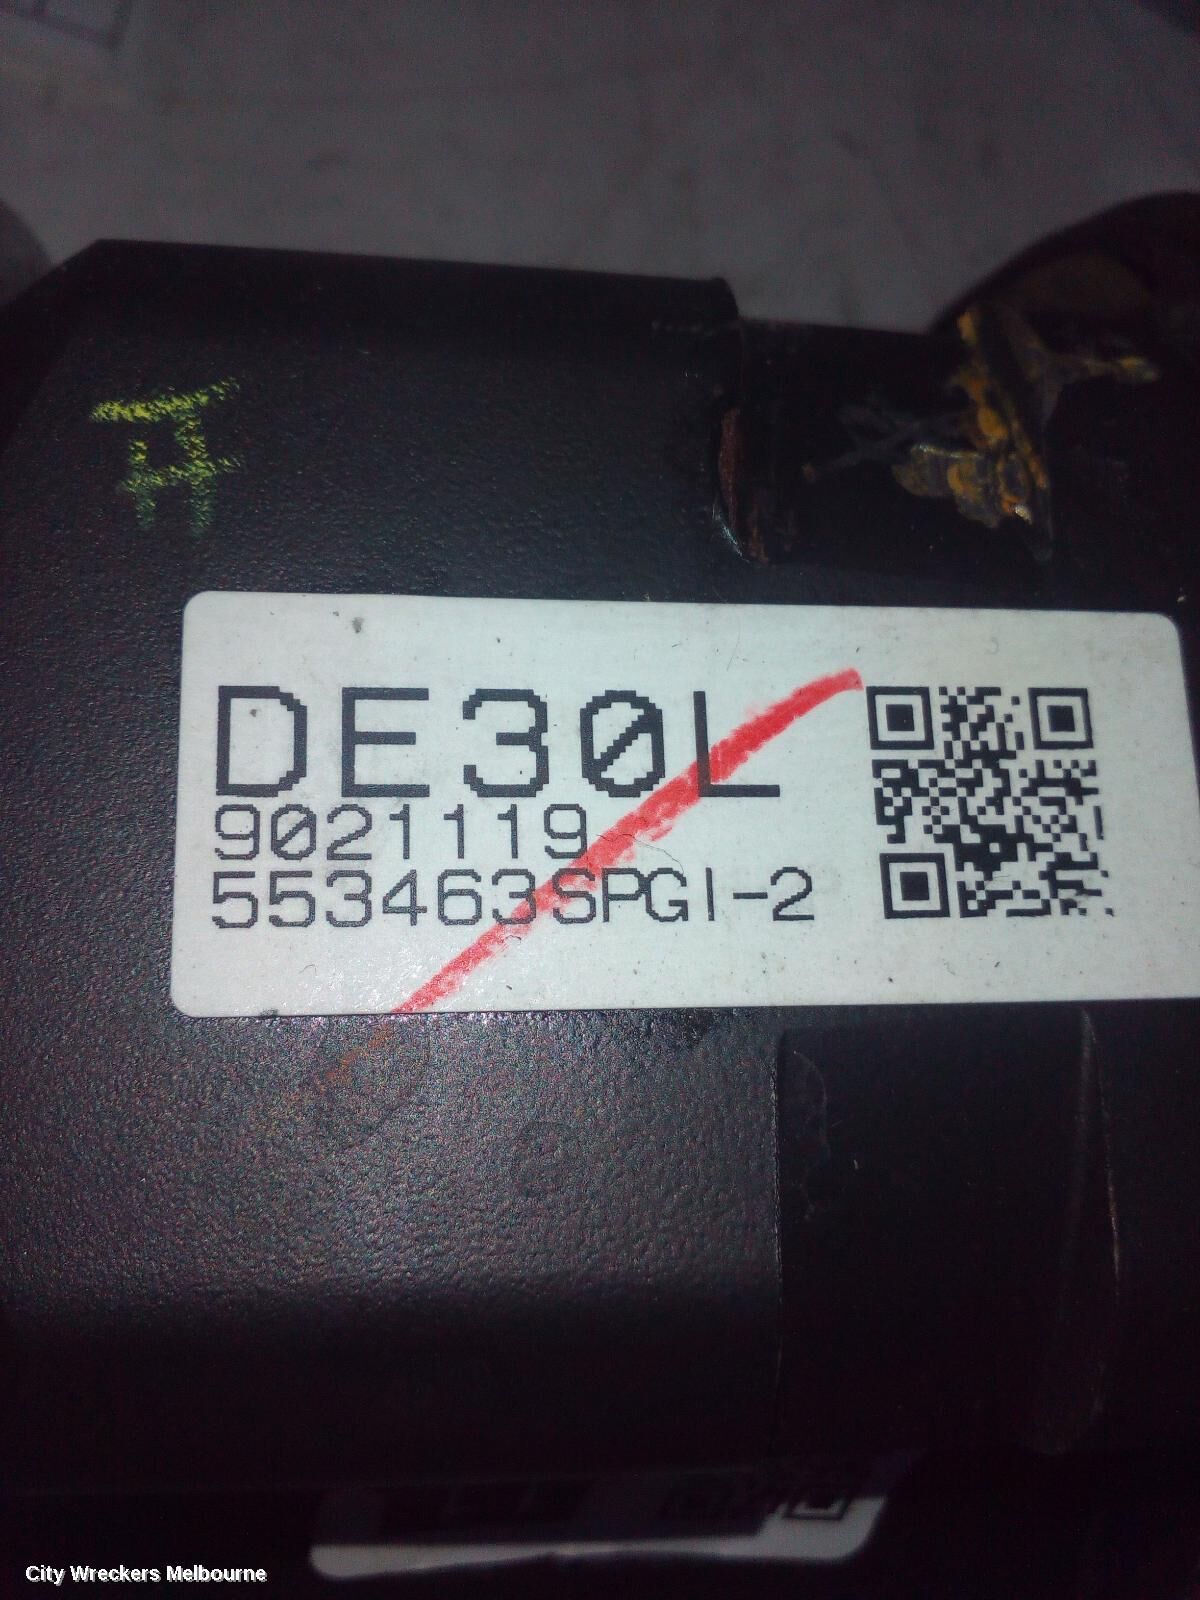 DE30L
9021119
553463SPGI-2
City Wreckers Melbourne